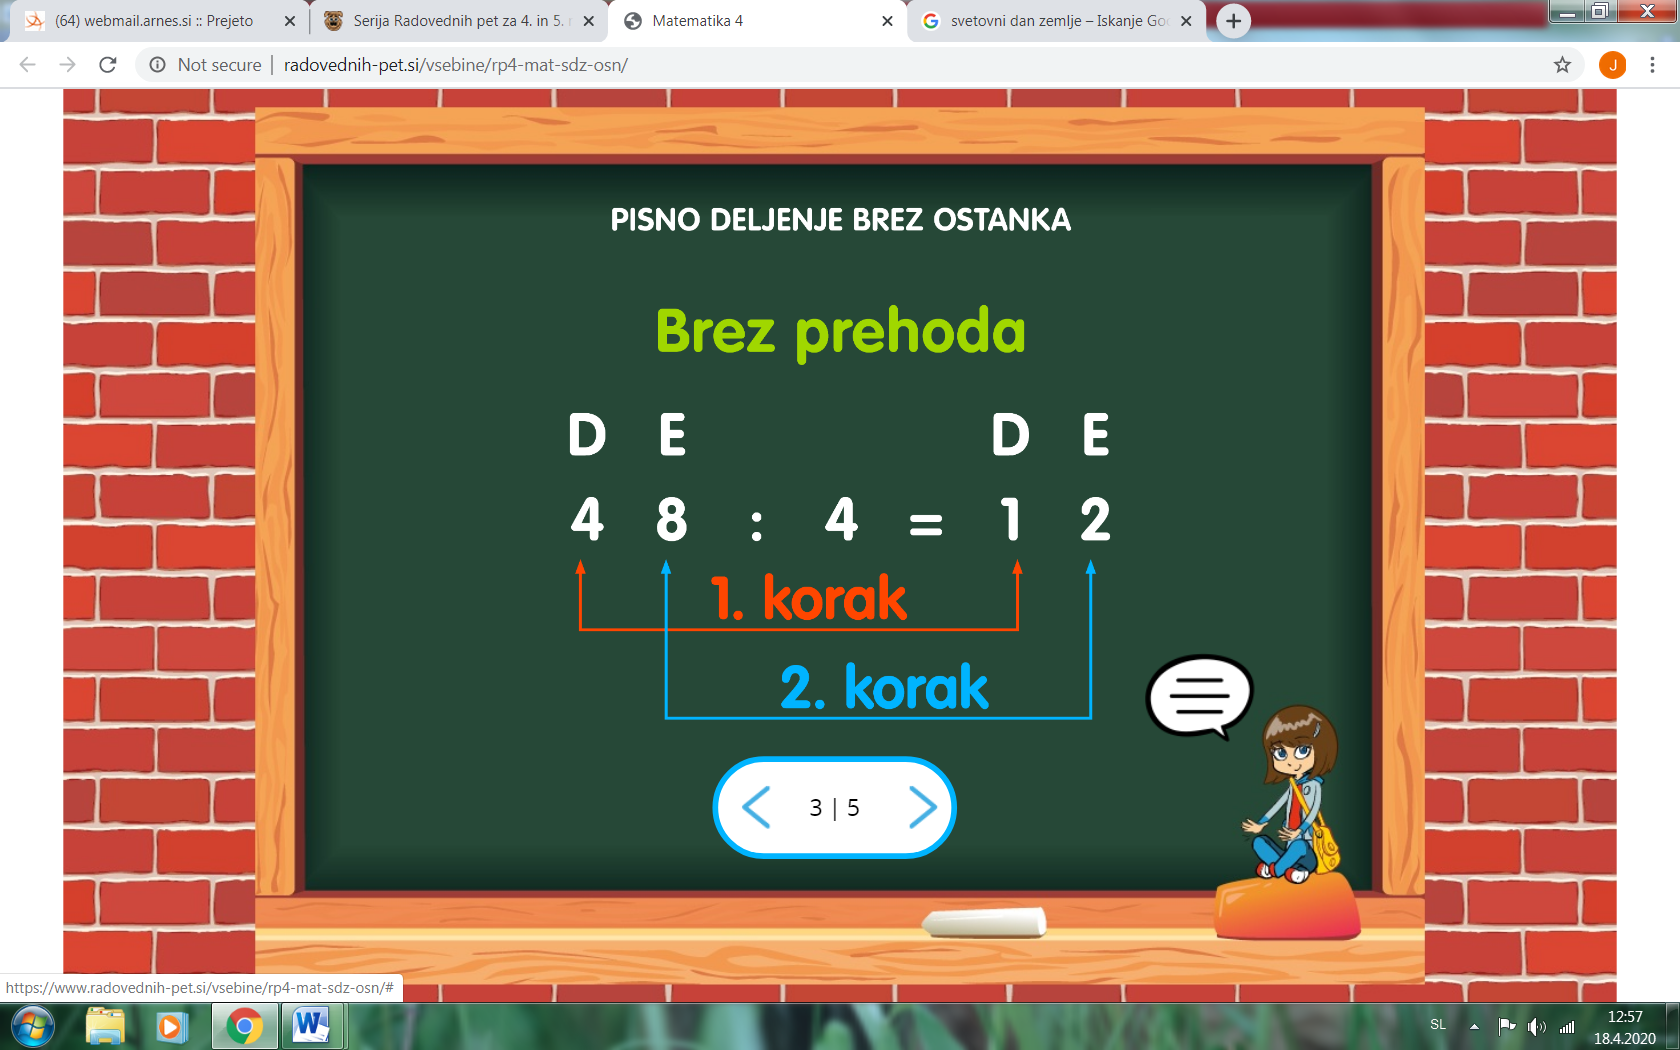 (64) webmail.arnes.si :: Prejeto
Serija Radovednih pet za 4. in 5. r
Matematika 4
svetovni dan zemlje – Iskanje Goo
Not secure | radovednih-pet.si/vsebine/rp4-mat-sdz-osn/
J
PISNO DELJENJE BREZ OSTANKA
Brez prehoda
D E D E
4 8 : 4 = 1 2
1. korak
2. korak
3 | 5
https://www.radovednih-pet.si/vsebine/rp4-mat-sdz-osn/#
W
SL
12:57
18.4.2020